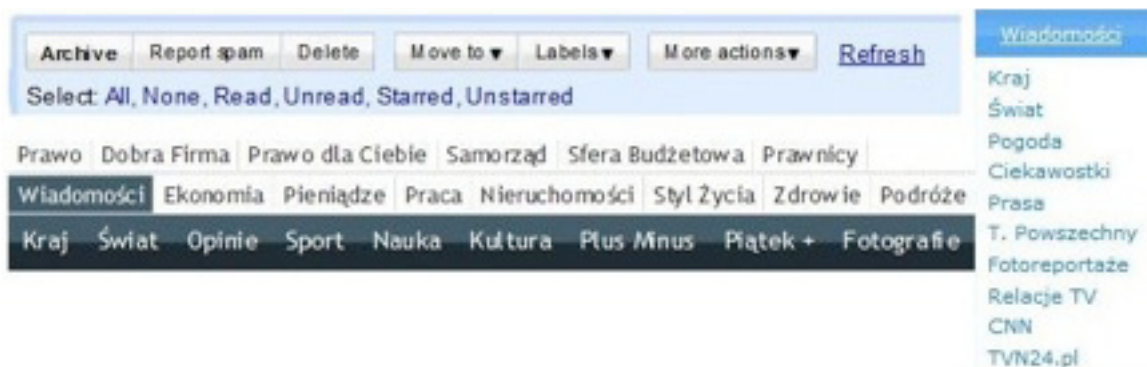 Archive Report spam Delete Move to ▼ Labels ▼ More actions ▼ Refresh
Select: All, None, Read, Unread, Starred, Unstarred
Prawo Dobra Firma Prawo dla Ciebie Samorząd Sfera Budżetowa Prawnicy
Wiadomości Ekonomia Pieniądze Praca Nieruchomości Styl Życia Zdrowie Podróże
Kraj Świat Opinie Sport Nauka Kultura Plus Minus Piątek + Fotografie
Wiadomości
Kraj
Świat
Pogoda
Ciekawostki
Prasa
T. Powszechny
Fotoreportaże
Relacje TV
CNN
TVN24.pl